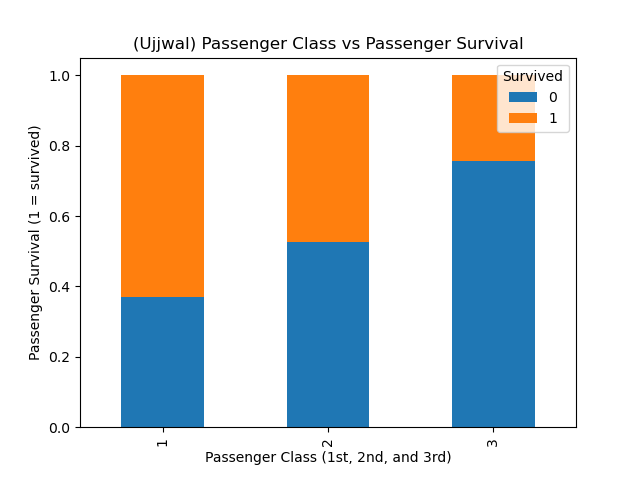 (Ujjwal) Passenger Class vs Passenger Survival
Survived
0
1
Passenger Survival (1 = survived)
1.0
0.8
0.6
0.4
0.2
0.0
1
2
3
Passenger Class (1st, 2nd, and 3rd)